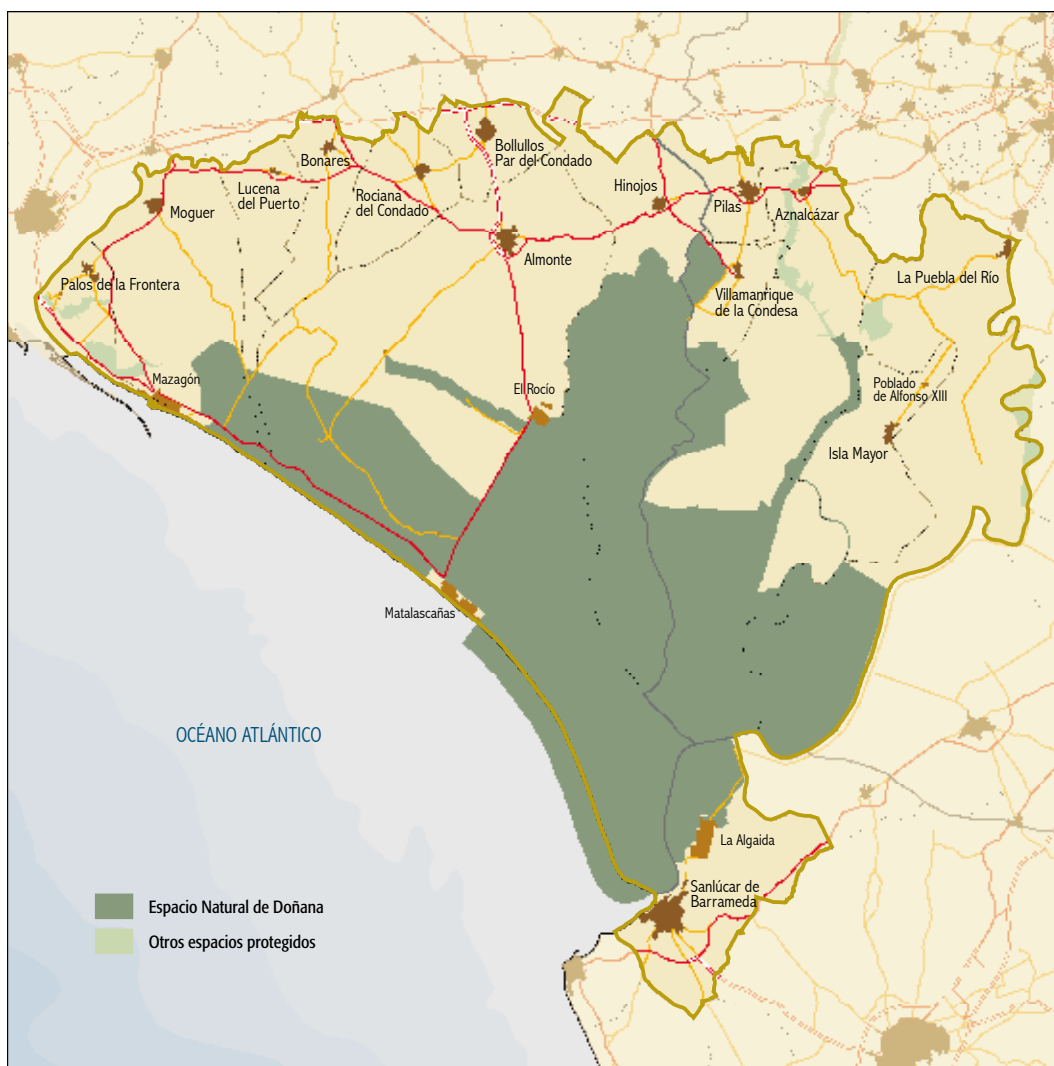 Bollullos
Par del Condado
Bonares
Hinojos
Lucena
del Puerto
Rociana
del Condado
Pilas
Aznalcázar
Moguer
Almonte
Palos de la Frontera
La Puebla del Río
Villamanrique
de la Condesa
Mazagón
El Rocío
Poblado
de Alfonso XIII
Isla Mayor
Matalascañas
OCÉANO ATLÁNTICO
La Algaida
Sanlúcar de
Barrameda
Espacio Natural de Doñana
Otros espacios protegidos